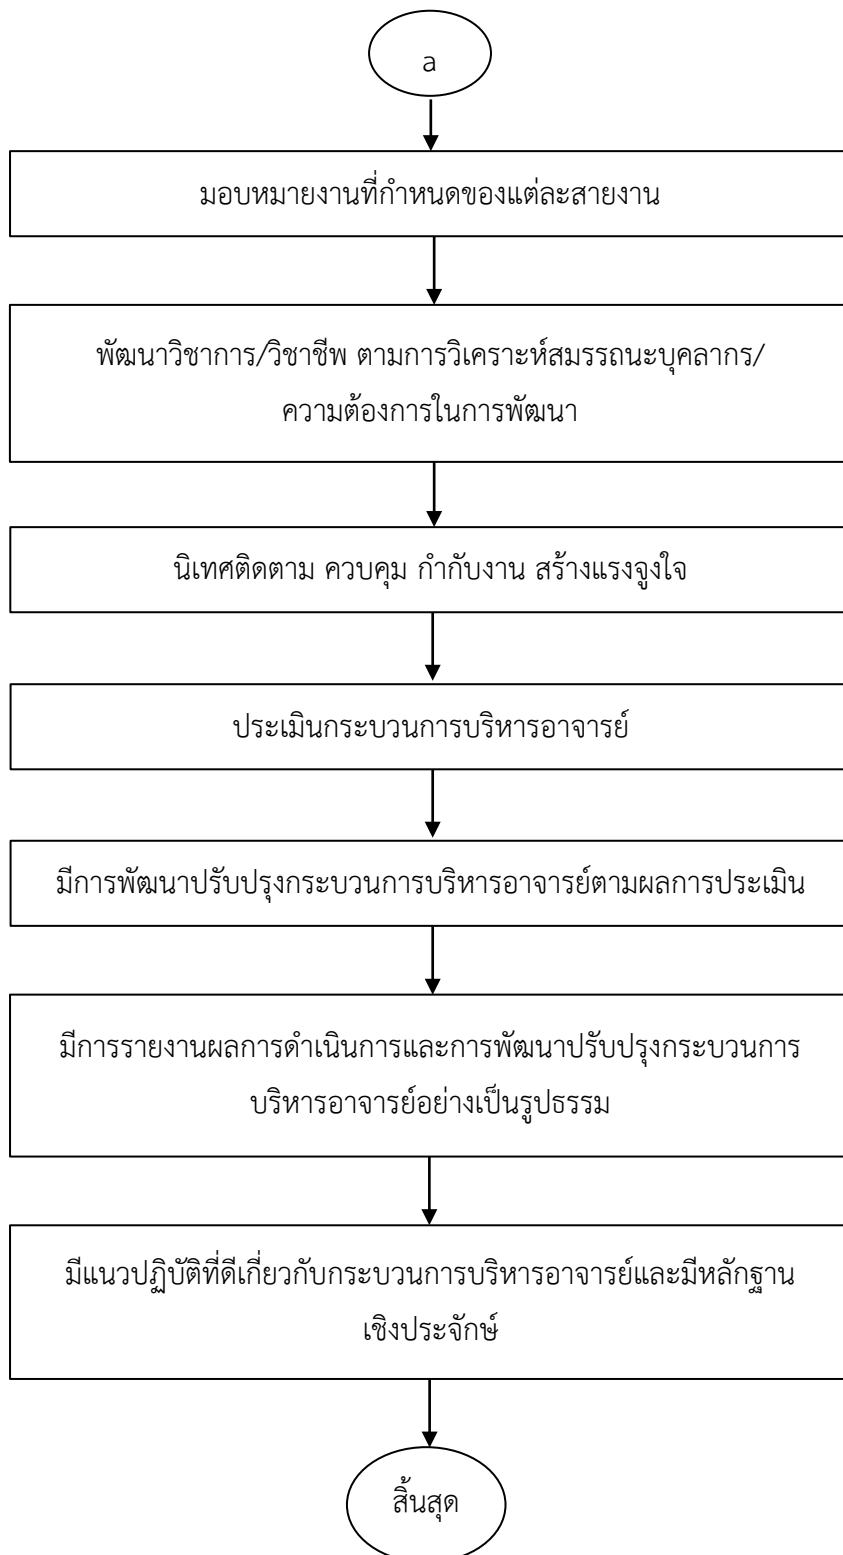 a
มอบหมายงานที่กำหนดของแต่ละสายงาน
พัฒนาวิชาการ/วิชาชีพ ตามการวิเคราะห์สมรรถนะบุคลากร/
ความต้องการในการพัฒนา
นิเทศติดตาม ควบคุม กำกับงาน สร้างแรงจูงใจ
ประเมินกระบวนการบริหารอาจารย์
มีการพัฒนาปรับปรุงกระบวนการบริหารอาจารย์ตามผลการประเมิน
มีการรายงานผลการดำเนินการและการพัฒนาปรับปรุงกระบวนการ
บริหารอาจารย์อย่างเป็นรูปธรรม
มีแนวปฏิบัติที่ดีเกี่ยวกับกระบวนการบริหารอาจารย์และมีหลักฐาน
เชิงประจักษ์
สิ้นสุด